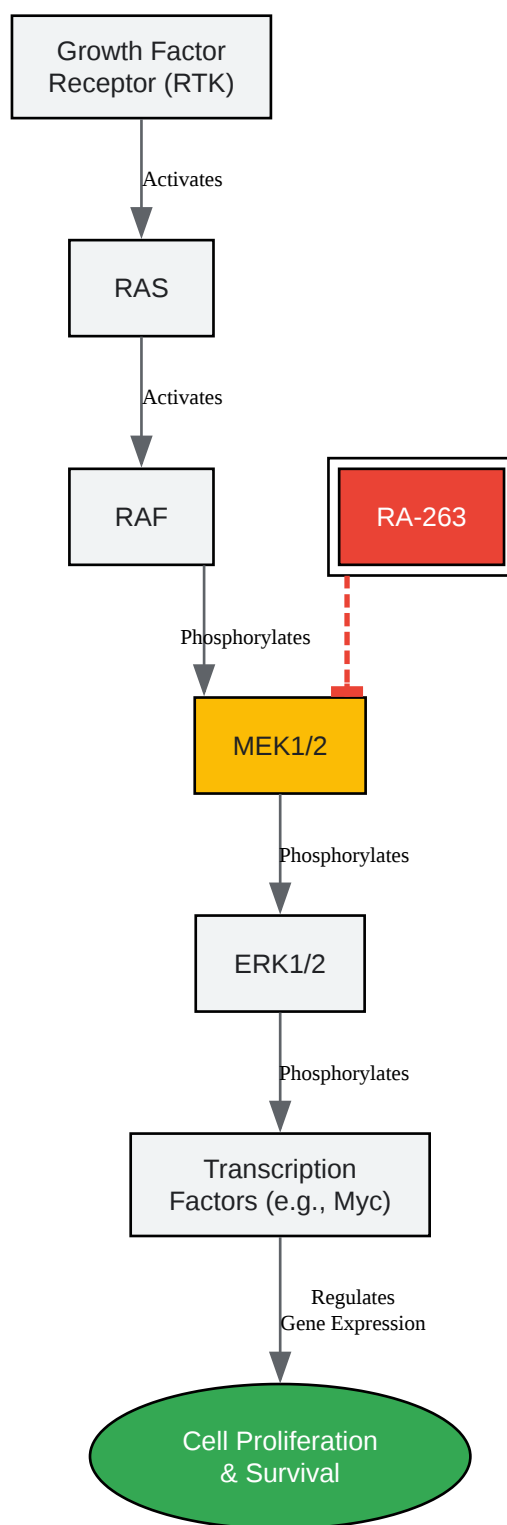 Growth Factor
Receptor (RTK)
Activates
RAS
Activates
RAF
RA-263
Phosphorylates
MEK1/2
Phosphorylates
ERK1/2
Phosphorylates
Transcription
Factors (e.g., Myc)
Regulates
Gene Expression
Cell Proliferation
& Survival